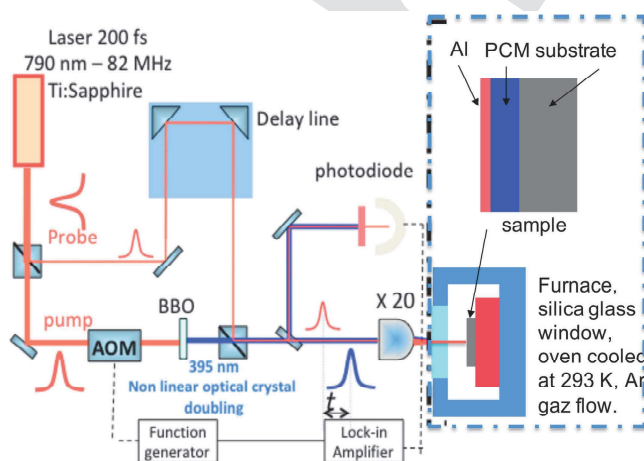 Laser 200 fs
790 nm – 82 MHz
Ti:Sapphire
Delay line
photodiode
Probe
pump
AOM
BBO
395 nm
Non linear optical crystal
doubling
X 20
t
Function
generator
Lock-in
Amplifier
Al
PCM substrate
sample
Furnace,
silica glass
window,
oven cooled
at 293 K, Ar
gaz flow.